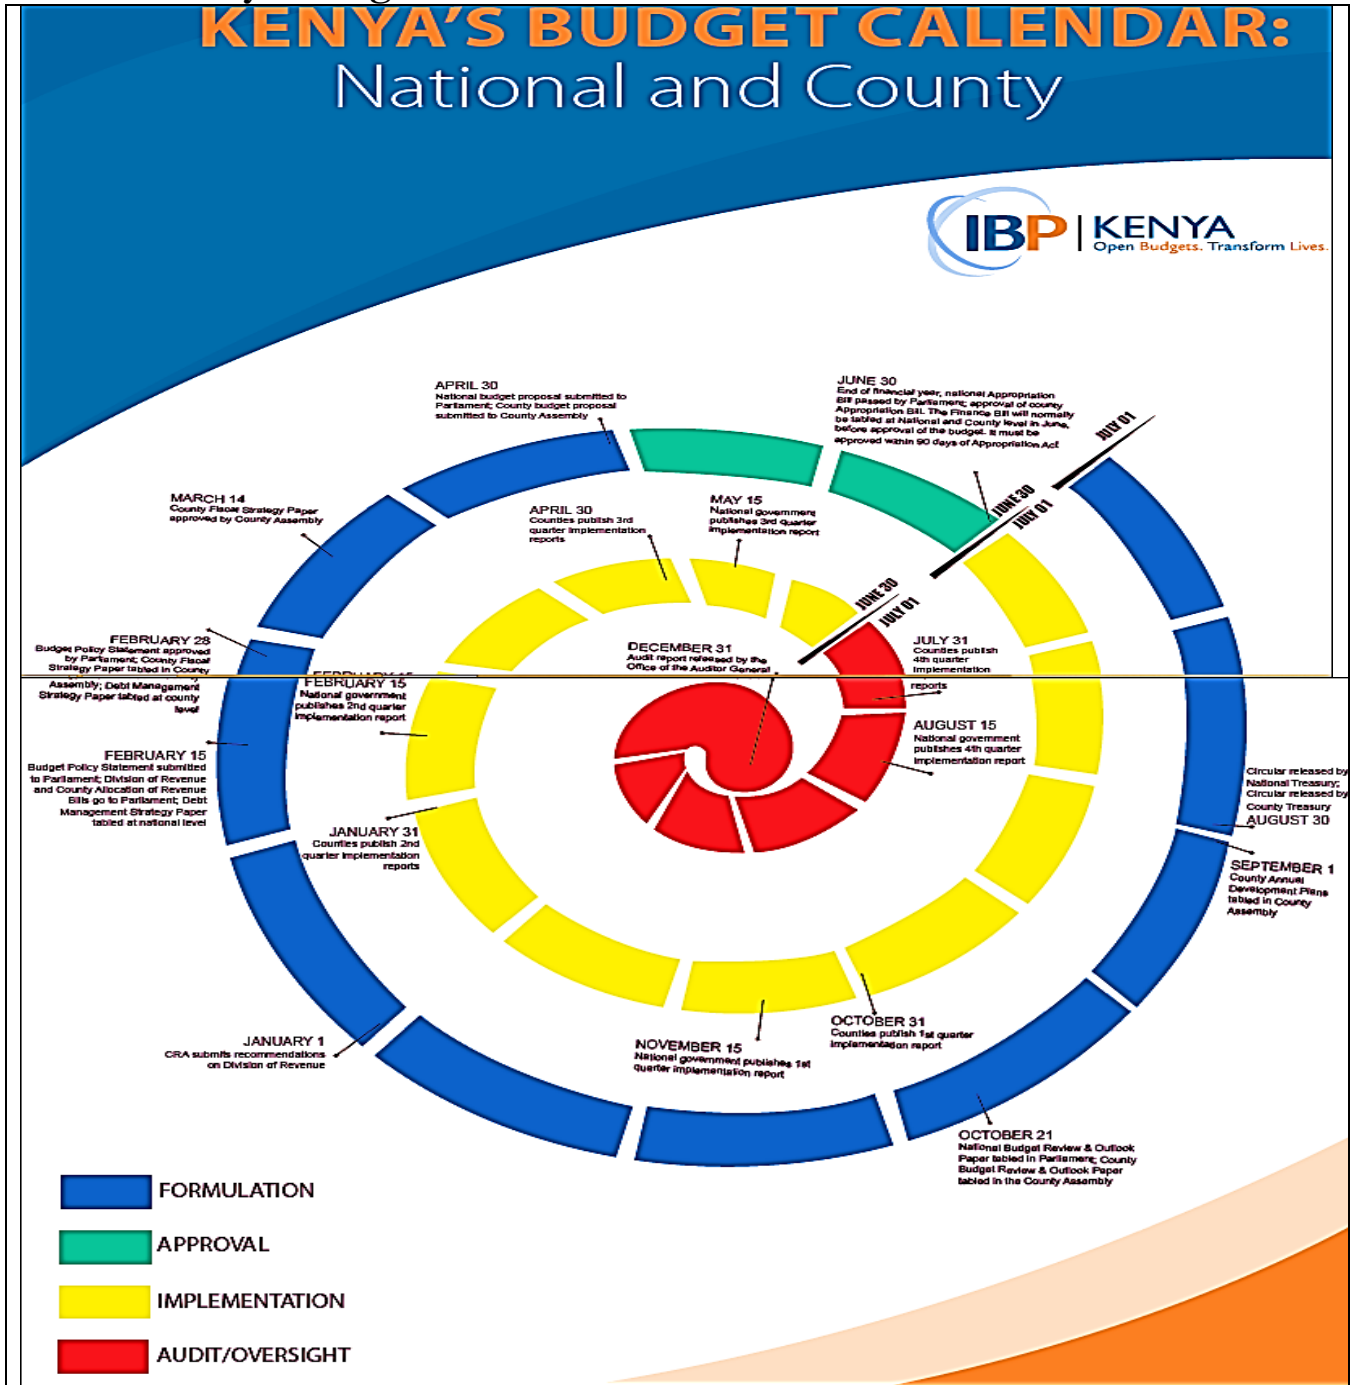 KENYA'S BUDGET CALENDAR:
National and County
IBP | KENYA
Open Budgets. Transform Lives.
APRIL 30
National budget proposal submitted to
Parliament; County budget proposal
submitted to County Assembly
JUNE 30
End of financial year, national Appropriation
Bill passed by Parliament; approval of county
Appropriation Bill. The Finance Bill will normally
be tabled at National and County level in June,
before approval of the budget. It must be
approved within 90 days of Appropriation Act
JULY 01
JUNE 30
JULY 01
JUNE 30
JULY 01
MARCH 14
County Fiscal Strategy Paper
approved by County Assembly
APRIL 30
Counties publish 3rd
quarter implementation
reports
MAY 15
National government
publishes 3rd quarter
implementation report
FEBRUARY 28
Budget Policy Statement approved
by Parliament; County Fiscal
Strategy Paper tabled in County
Assembly; Debt Management
Strategy Paper tabled at county
level
FEBRUARY 15
FEBRUARY 15
National government
publishes 2nd quarter
implementation report
DECEMBER 31
Audit report released by the
Office of the Auditor General
JULY 31
Counties publish
4th quarter
implementation
reports
AUGUST 15
National government
publishes 4th quarter
implementation report
FEBRUARY 15
Budget Policy Statement submitted
to Parliament; Division of Revenue
and County Allocation of Revenue
Bills go to Parliament; Debt
Management Strategy Paper
tabled at national level
JANUARY 31
Counties publish 2nd
quarter implementation
reports
Circular released by
National Treasury;
Circular released by
County Treasury
AUGUST 30
SEPTEMBER 1
County Annual
Development Plans
tabled in County
Assembly
JANUARY 1
CRA submits recommendations
on Division of Revenue
NOVEMBER 15
National government publishes 1st
quarter implementation report
OCTOBER 31
Counties publish 1st quarter
implementation report
OCTOBER 21
National Budget Review & Outlook
Paper tabled in Parliament; County
Budget Review & Outlook Paper
tabled in the County Assembly
FORMULATION
APPROVAL
IMPLEMENTATION
AUDIT/OVERSIGHT